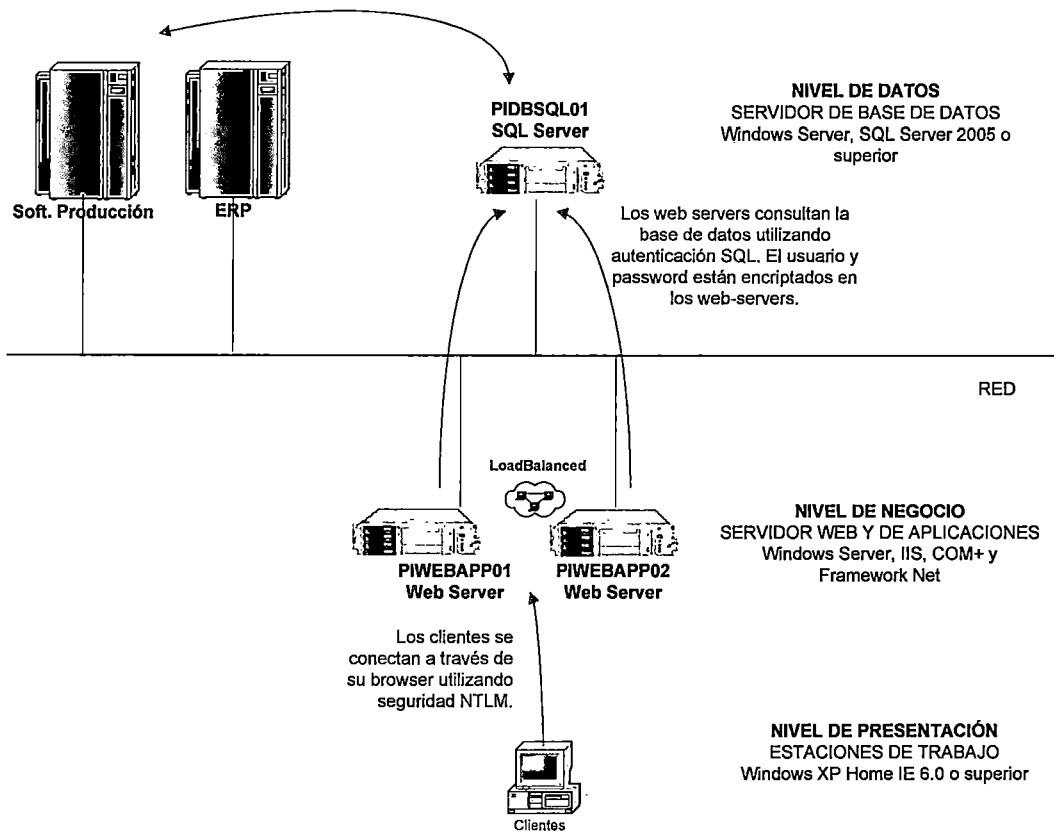 PIDBSQL01
SQL Server
NIVEL DE DATOS
SERVIDOR DE BASE DE DATOS
Windows Server, SQL Server 2005 o
superior
Soft. Producción
ERP
Los web servers consultan la
base de datos utilizando
autenticación SQL. El usuario y
password están encriptados en
los web-servers.
RED
LoadBalanced
PIWEBAPP01
Web Server
PIWEBAPP02
Web Server
NIVEL DE NEGOCIO
SERVIDOR WEB Y DE APLICACIONES
Windows Server, IIS, COM+ y
Framework Net
Los clientes se
conectan a través de
su browser utilizando
seguridad NTLM.
NIVEL DE PRESENTACIÓN
ESTACIONES DE TRABAJO
Windows XP Home IE 6.0 o superior
Clientes